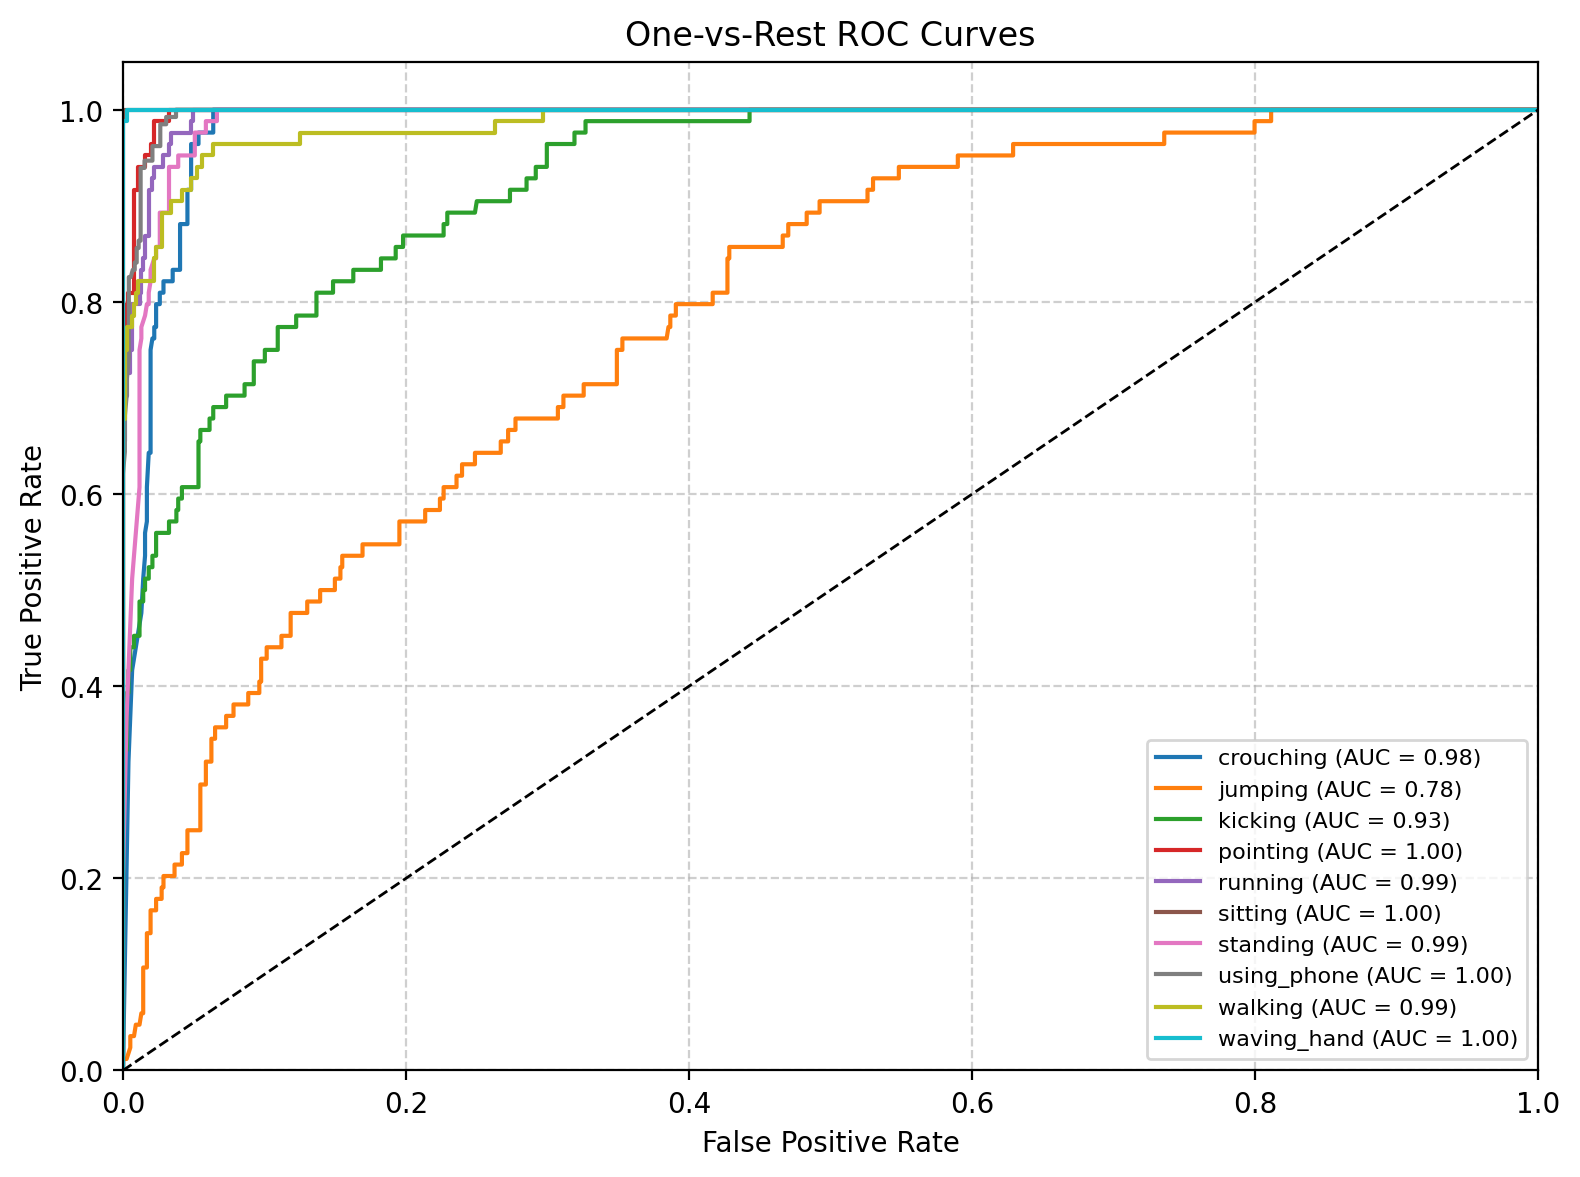 One-vs-Rest ROC Curves
True Positive Rate
1.0
0.8
0.6
0.4
0.2
0.0
0.0 0.2 0.4 0.6 0.8 1.0
False Positive Rate
crouching (AUC = 0.98)
jumping (AUC = 0.78)
kicking (AUC = 0.93)
pointing (AUC = 1.00)
running (AUC = 0.99)
sitting (AUC = 1.00)
standing (AUC = 0.99)
using_phone (AUC = 1.00)
walking (AUC = 0.99)
waving_hand (AUC = 1.00)